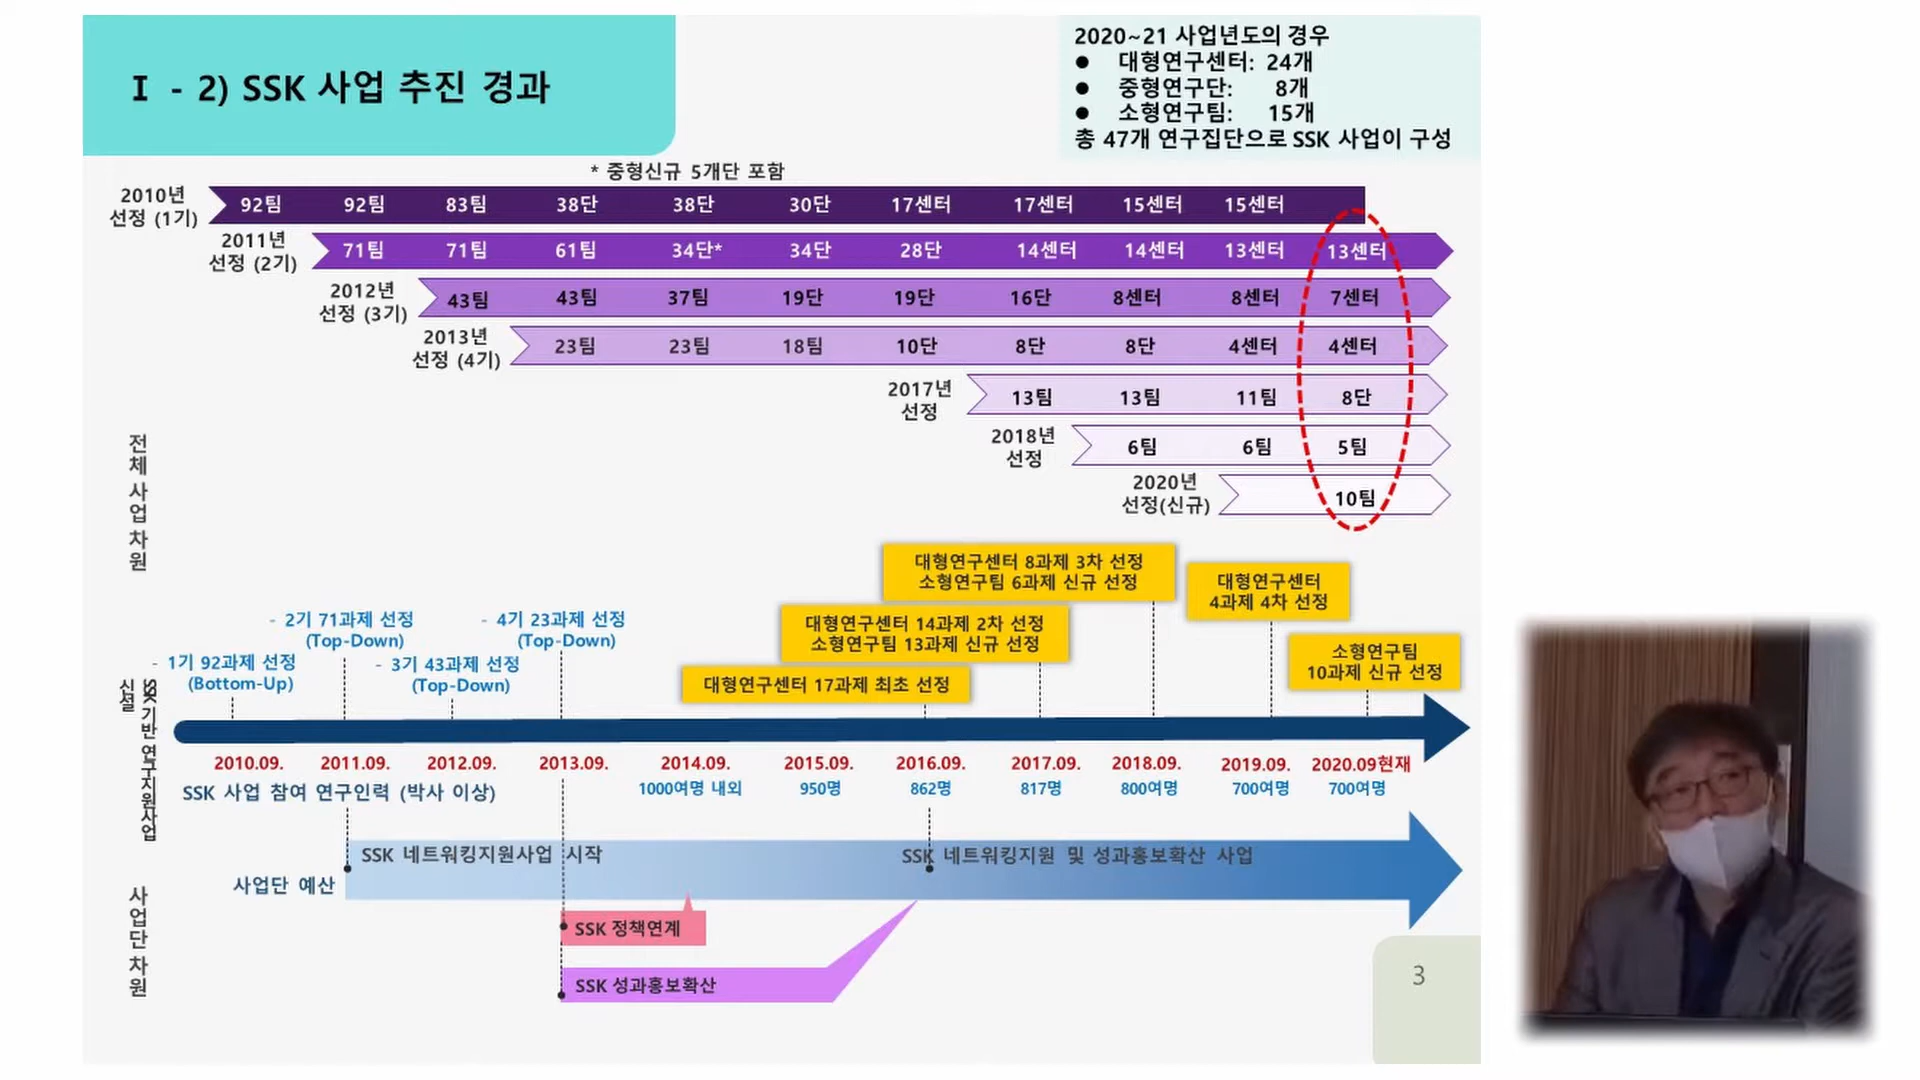 Ⅰ - 2) SSK 사업 추진 경과
2020~21 사업년도의 경우
● 대형연구센터: 24개
● 중형연구단: 8개
● 소형연구팀: 15개
총 47개 연구집단으로 SSK 사업이 구성
* 중형신규 5개단 포함
2010년
선정 (1기)
92팀 92팀 83팀 38단 38단 30단 17센터 17센터 15센터 15센터
2011년
선정 (2기)
71팀 71팀 61팀 34단* 34단 28단 14센터 14센터 13센터 13센터
2012년
선정 (3기)
43팀 43팀 37팀 19단 19단 16단 8센터 8센터 7센터
2013년
선정 (4기)
23팀 23팀 18팀 10단 8단 8단 4센터 4센터
2017년
선정
13팀 13팀 11팀 8단
2018년
선정
6팀 6팀 5팀
2020년
선정(신규)
10팀
전체 사업 차원
대형연구센터 8과제 3차 선정
소형연구팀 6과제 신규 선정
대형연구센터
4과제 4차 선정
대형연구센터 14과제 2차 선정
소형연구팀 13과제 신규 선정
소형연구팀
10과제 신규 선정
대형연구센터 17과제 최초 선정
- 2기 71과제 선정
(Top-Down)
- 4기 23과제 선정
(Top-Down)
- 1기 92과제 선정
(Bottom-Up)
- 3기 43과제 선정
(Top-Down)
SSK 기반 연구지원사업
신설
2010.09. 2011.09. 2012.09. 2013.09. 2014.09. 2015.09. 2016.09. 2017.09. 2018.09. 2019.09. 2020.09현재
SSK 사업 참여 연구인력 (박사 이상) 1000여명 내외 950명 862명 817명 800여명 700여명 700여명
SSK 네트워킹지원사업 시작
SSK 네트워킹지원 및 성과홍보확산 사업
사업단 예산
사업단 차원
SSK 정책연계
SSK 성과홍보확산
3